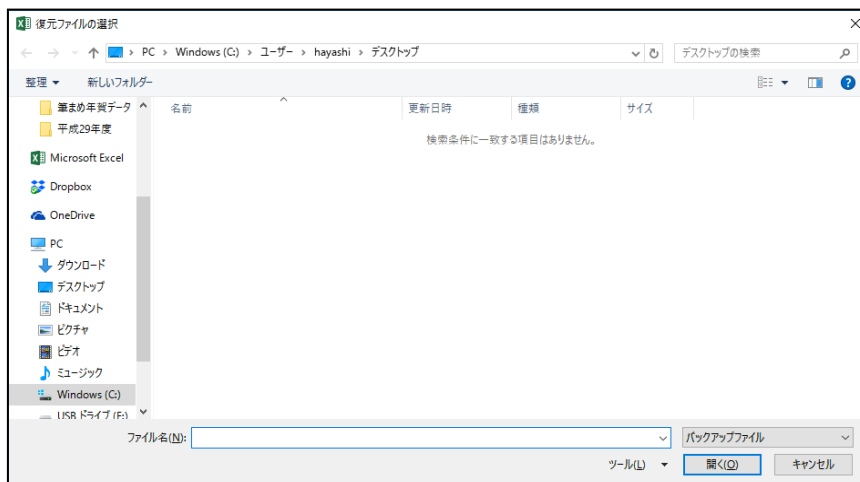 復元ファイルの選択
PC › Windows (C:) › ユーザー › hayashi › デスクトップ
デスクトップの検索
整理 新しいフォルダー
名前 更新日時 種類 サイズ
検索条件に一致する項目はありません。
筆まめ年賀データ
平成29年度
Microsoft Excel
Dropbox
OneDrive
PC
ダウンロード
デスクトップ
ドキュメント
ピクチャ
ビデオ
ミュージック
Windows (C:)
USB ドライブ (E:)
ファイル名(N): バックアップファイル
ツール(L) 開く(O) キャンセル